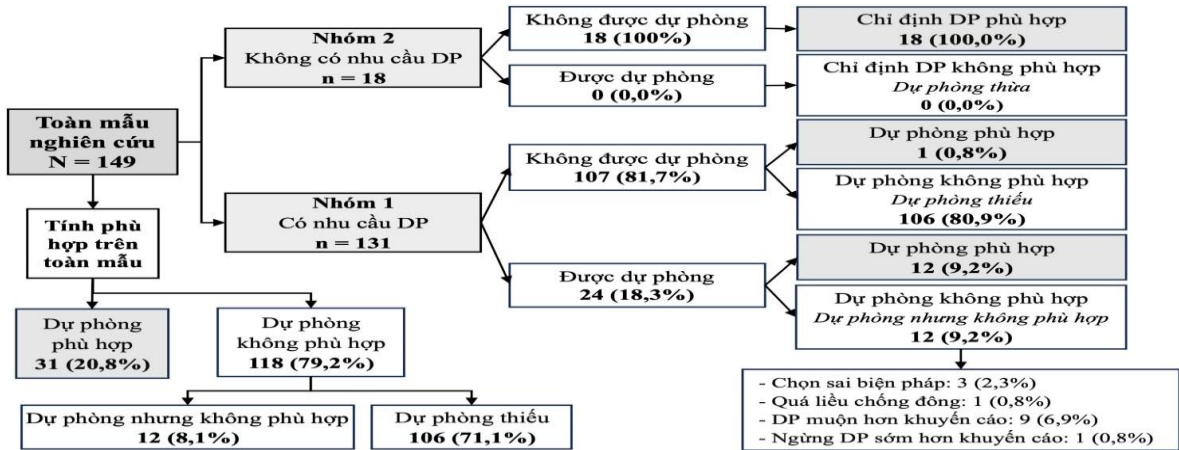 Toàn mẫu
nghiên cứu
N = 149
Nhóm 2
Không có nhu cầu DP
n = 18
Không được dự phòng
18 (100%)
Chỉ định DP phù hợp
18 (100,0%)
Được dự phòng
0 (0,0%)
Chỉ định DP không phù hợp
Dự phòng thừa
0 (0,0%)
Nhóm 1
Có nhu cầu DP
n = 131
Không được dự phòng
107 (81,7%)
Dự phòng phù hợp
1 (0,8%)
Dự phòng không phù hợp
Dự phòng thiếu
106 (80,9%)
Được dự phòng
24 (18,3%)
Dự phòng phù hợp
12 (9,2%)
Dự phòng không phù hợp
Dự phòng nhưng không phù hợp
12 (9,2%)
- Chọn sai biện pháp: 3 (2,3%)
- Quá liều chống đông: 1 (0,8%)
- DP muộn hơn khuyến cáo: 9 (6,9%)
- Ngừng DP sớm hơn khuyến cáo: 1 (0,8%)
Tính phù
hợp trên
toàn mẫu
Dự phòng
phù hợp
31 (20,8%)
Dự phòng
không phù hợp
118 (79,2%)
Dự phòng nhưng không phù hợp
12 (8,1%)
Dự phòng thiếu
106 (71,1%)